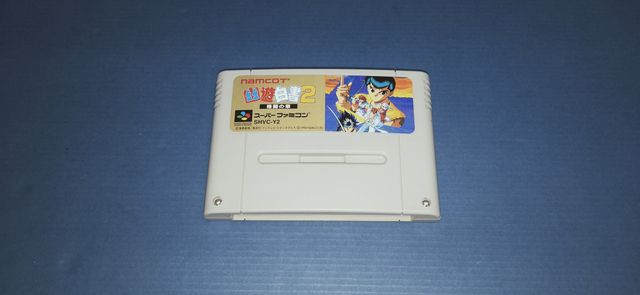 namcot
幽遊白書2
格闘の章
スーパーファミコン
SHVC-Y2